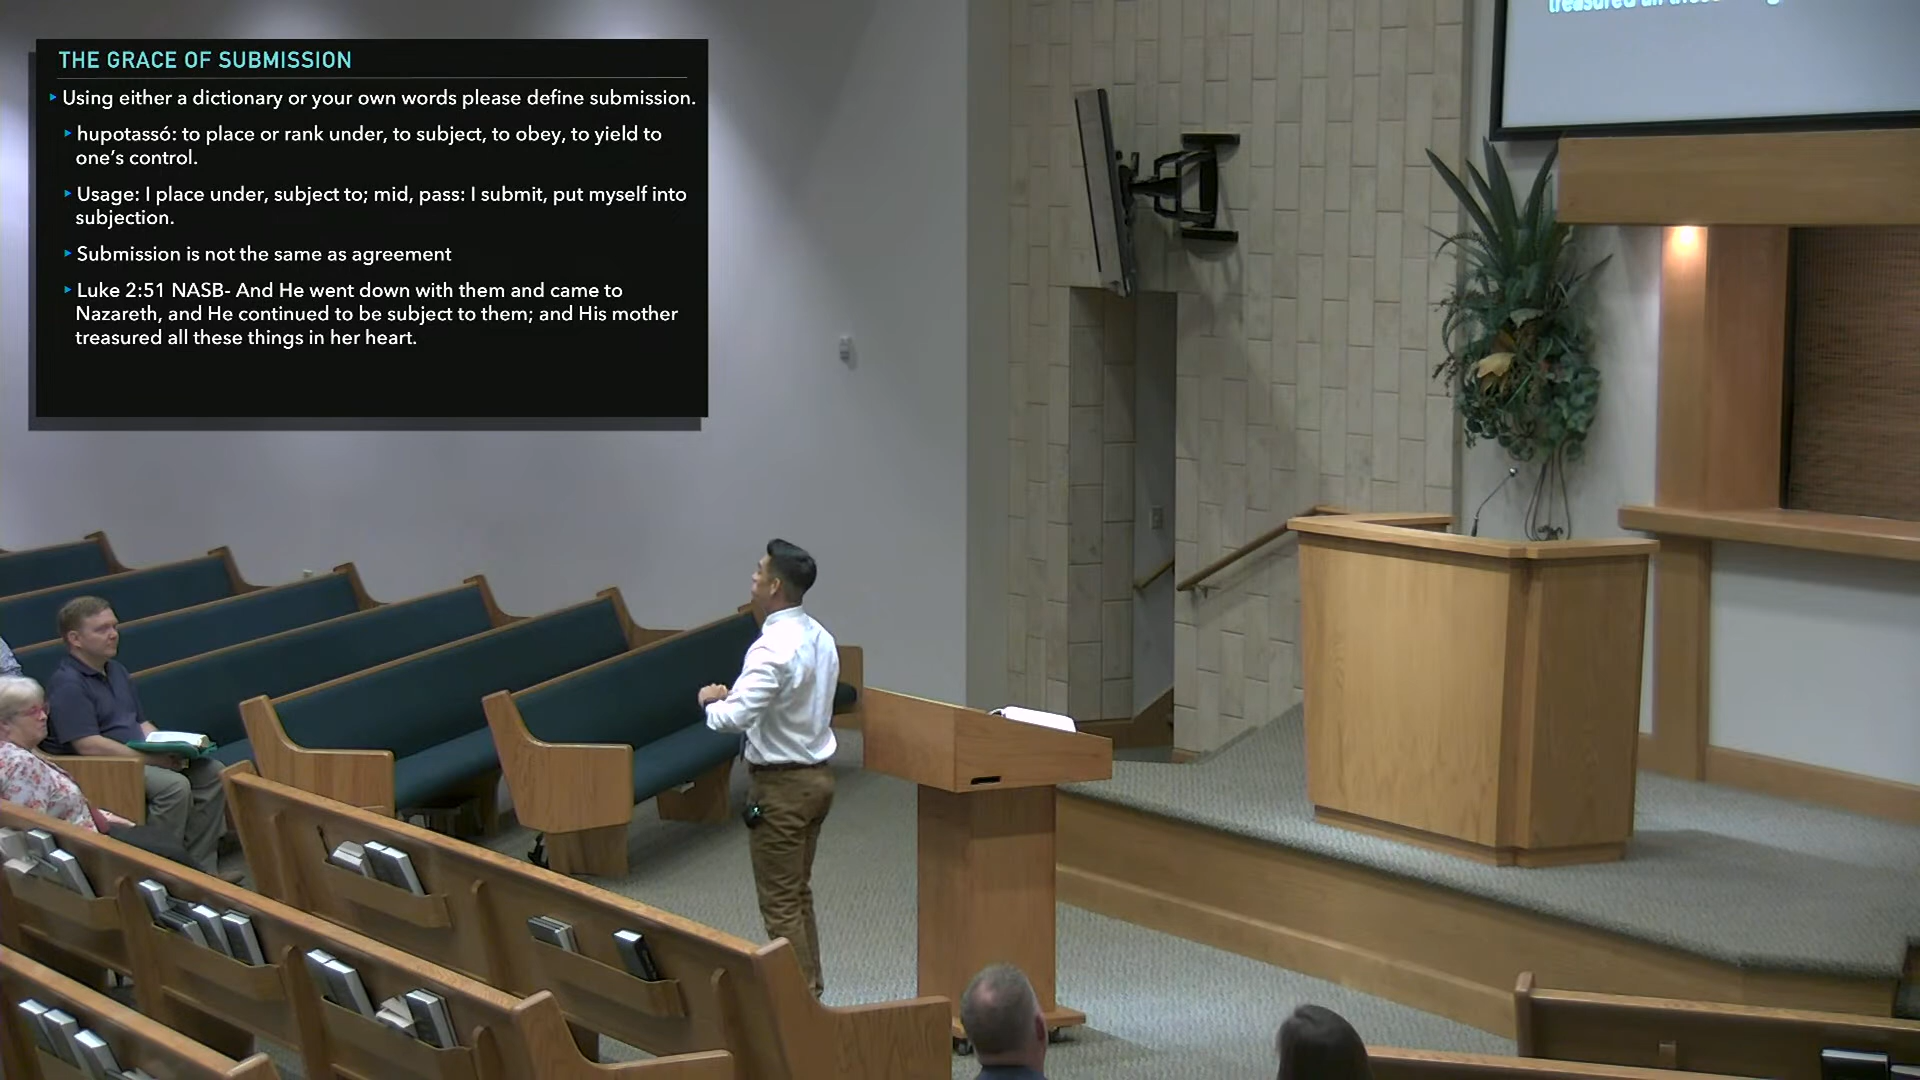 THE GRACE OF SUBMISSION
Using either a dictionary or your own words please define submission.
hupotassó: to place or rank under, to subject, to obey, to yield to
one's control.
Usage: I place under, subject to; mid, pass: I submit, put myself into
subjection.
Submission is not the same as agreement
Luke 2:51 NASB- And He went down with them and came to
Nazareth, and He continued to be subject to them; and His mother
treasured all these things in her heart.
treasured all these